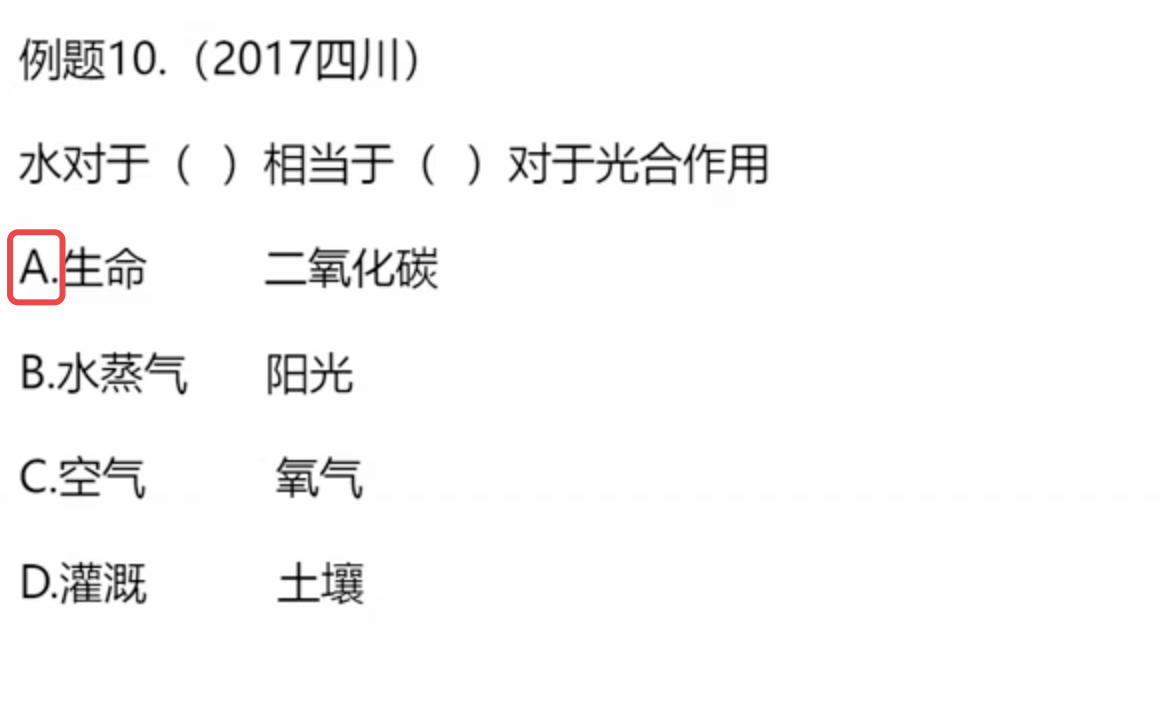 例题10.（2017四川）
水对于（ ）相当于（ ）对于光合作用
A.生命 二氧化碳
B.水蒸气 阳光
C.空气 氧气
D.灌溉 土壤